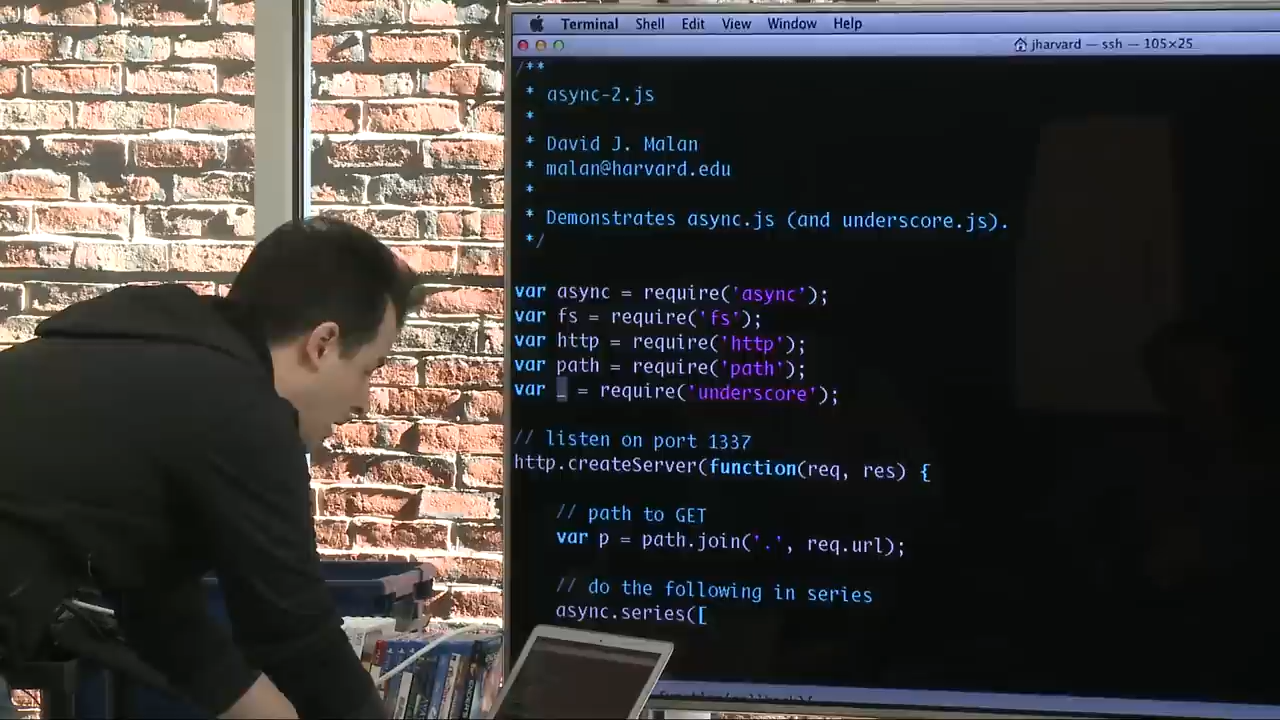 Terminal Shell Edit View Window Help
jharvard — ssh — 105×25
/**
* async-2.js
*
* David J. Malan
* malan@harvard.edu
*
* Demonstrates async.js (and underscore.js).
*/
var async = require('async');
var fs = require('fs');
var http = require('http');
var path = require('path');
var _ = require('underscore');
// listen on port 1337
http.createServer(function(req, res) {
// path to GET
var p = path.join('.', req.url);
// do the following in series
async.series([